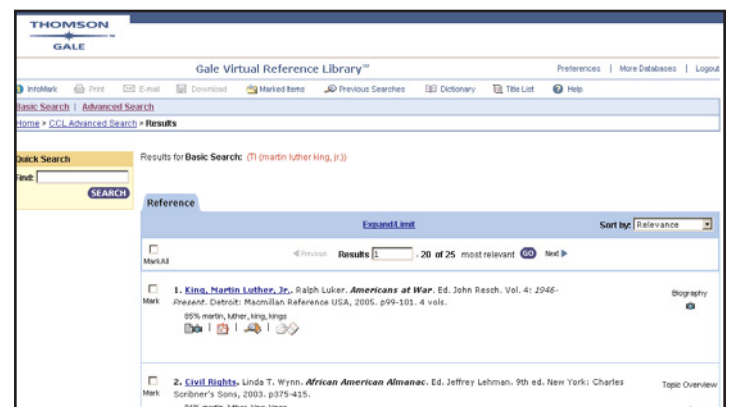 THOMSON
GALE
Gale Virtual Reference Library™
Preferences | More Databases | Logout
InfoMark Print E-mail Download Marked Items Previous Searches Dictionary Title List Help
Basic Search | Advanced Search
Home > CCL Advanced Search > Results
Quick Search
Find:
SEARCH
Results for Basic Search: (TI (martin luther king, jr.))
Reference
Expand/Limit
Sort by: Relevance
Mark All
Previous Results 1 - 20 of 25 most relevant GO Next
Mark
1. King, Martin Luther, Jr.. Ralph Luker. Americans at War. Ed. John Resch. Vol. 4: 1946-
Present. Detroit: Macmillan Reference USA, 2005. p99-101. 4 vols.
Biography
85% martin, luther, king, kings
Mark
2. Civil Rights. Linda T. Wynn. African American Almanac. Ed. Jeffrey Lehman. 9th ed. New York: Charles
Scribner's Sons, 2003. p375-415.
Topic Overview
martin, luther, king, kings